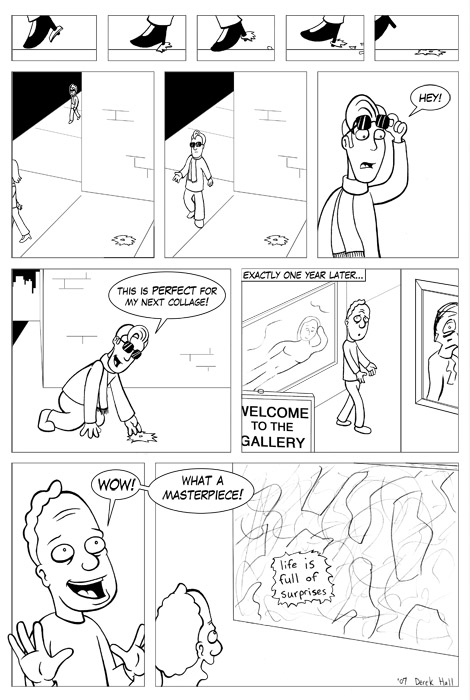 HEY!
THIS IS PERFECT FOR
MY NEXT COLLAGE!
EXACTLY ONE YEAR LATER...
WELCOME
TO THE
GALLERY
WOW!
WHAT A
MASTERPIECE!
life is
full of
surprises
'07 Derek Hall